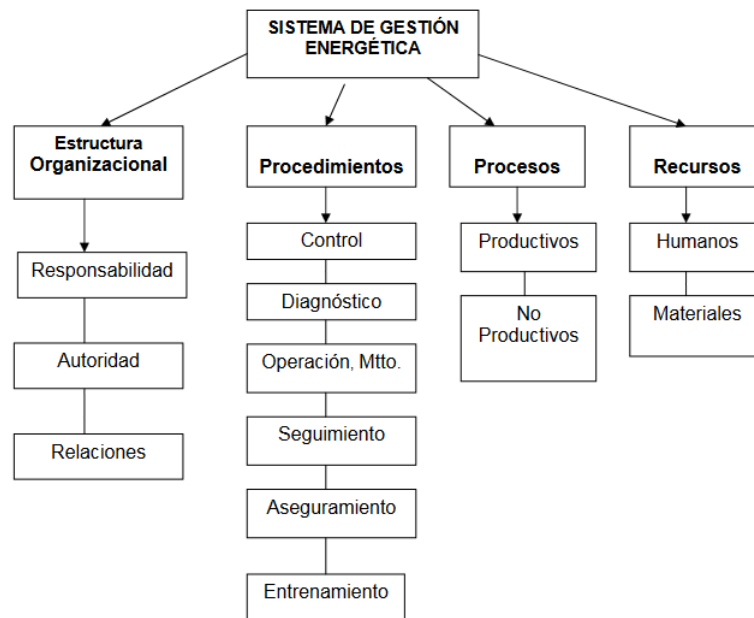 SISTEMA DE GESTIÓN
ENERGÉTICA
Estructura
Organizacional
Procedimientos
Procesos
Recursos
Responsabilidad
Autoridad
Relaciones
Control
Diagnóstico
Operación, Mtto.
Seguimiento
Aseguramiento
Entrenamiento
Productivos
No
Productivos
Humanos
Materiales